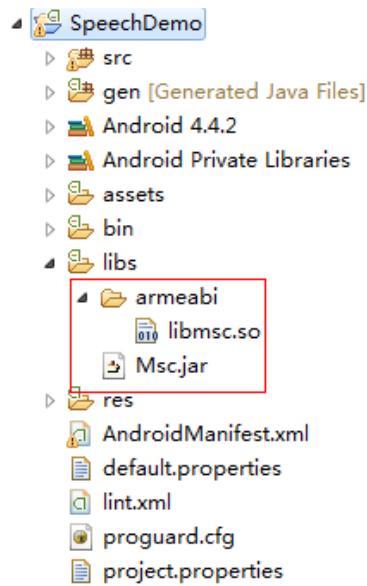 SpeechDemo
src
gen [Generated Java Files]
Android 4.4.2
Android Private Libraries
assets
bin
libs
armeabi
010
libmsc.so
Msc.jar
res
AndroidManifest.xml
default.properties
lint.xml
proguard.cfg
project.properties